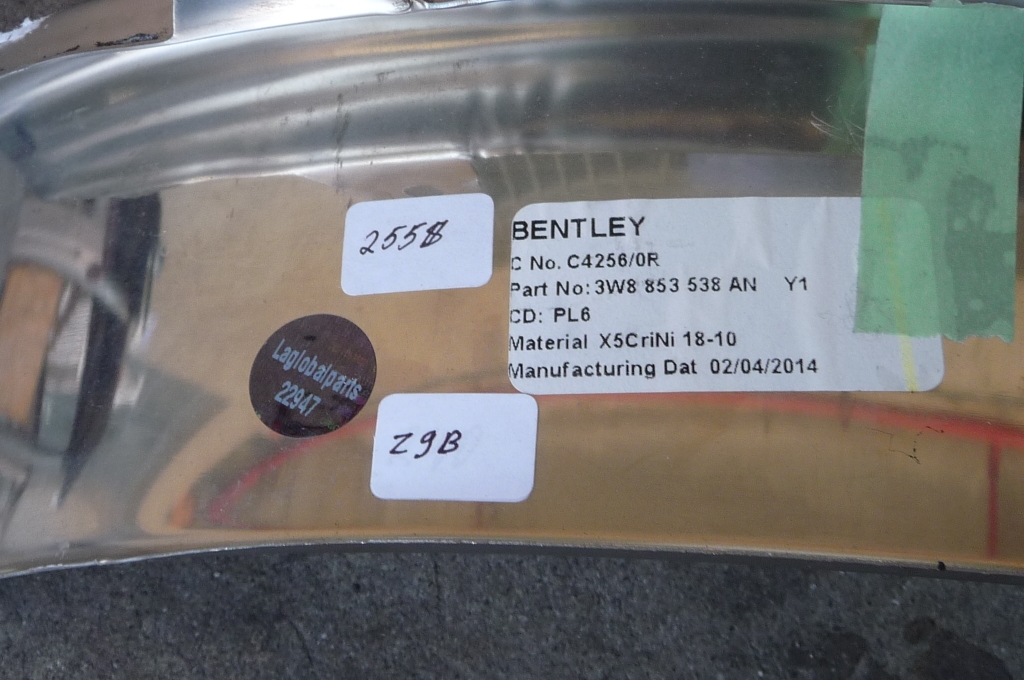 2558
BENTLEY
C No. C4256/0R
Part No: 3W8 853 538 AN Y1
CD: PL6
Material X5CriNi 18-10
Manufacturing Dat 02/04/2014
Laglobalparts
22947
Z9B